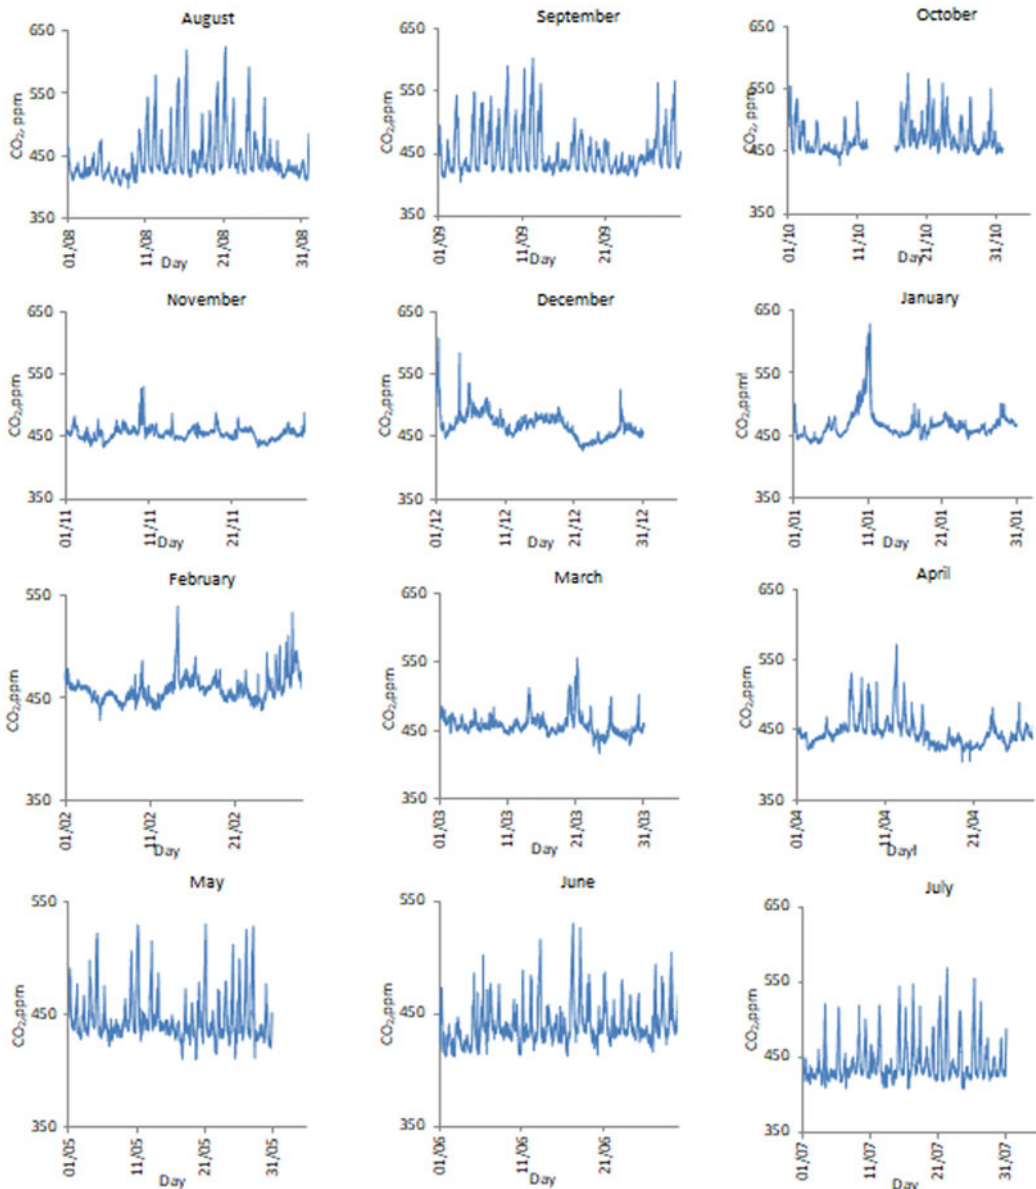 August
650
550
450
350
CO₂, ppm
01/08
11/08
21/08
31/08
Day
September
650
550
450
350
CO₂,ppm
01/09
11/09
21/09
Day
October
650
550
450
350
CO₂, ppm
01/10
11/10
21/10
31/10
Day
November
650
550
450
350
CO₂,ppm
01/11
11/11
21/11
Day
December
650
550
450
350
CO₂,ppm
01/12
12/12
21/12
31/12
Day
January
650
550
450
350
CO₂,ppm
01/01
11/01
21/01
31/01
Day
February
550
450
350
CO₂,ppm
01/02
11/02
21/02
Day
March
650
550
450
350
CO₂,ppm
01/03
11/03
21/03
31/03
Day
April
650
550
450
350
CO₂,ppm
01/04
11/04
21/04
Day
May
550
450
350
CO₂,ppm
01/05
11/05
21/05
31/05
Day
June
550
450
350
CO₂,ppm
01/06
11/06
21/06
Day
July
650
550
450
350
CO₂,ppm
01/07
11/07
21/07
31/07
Day